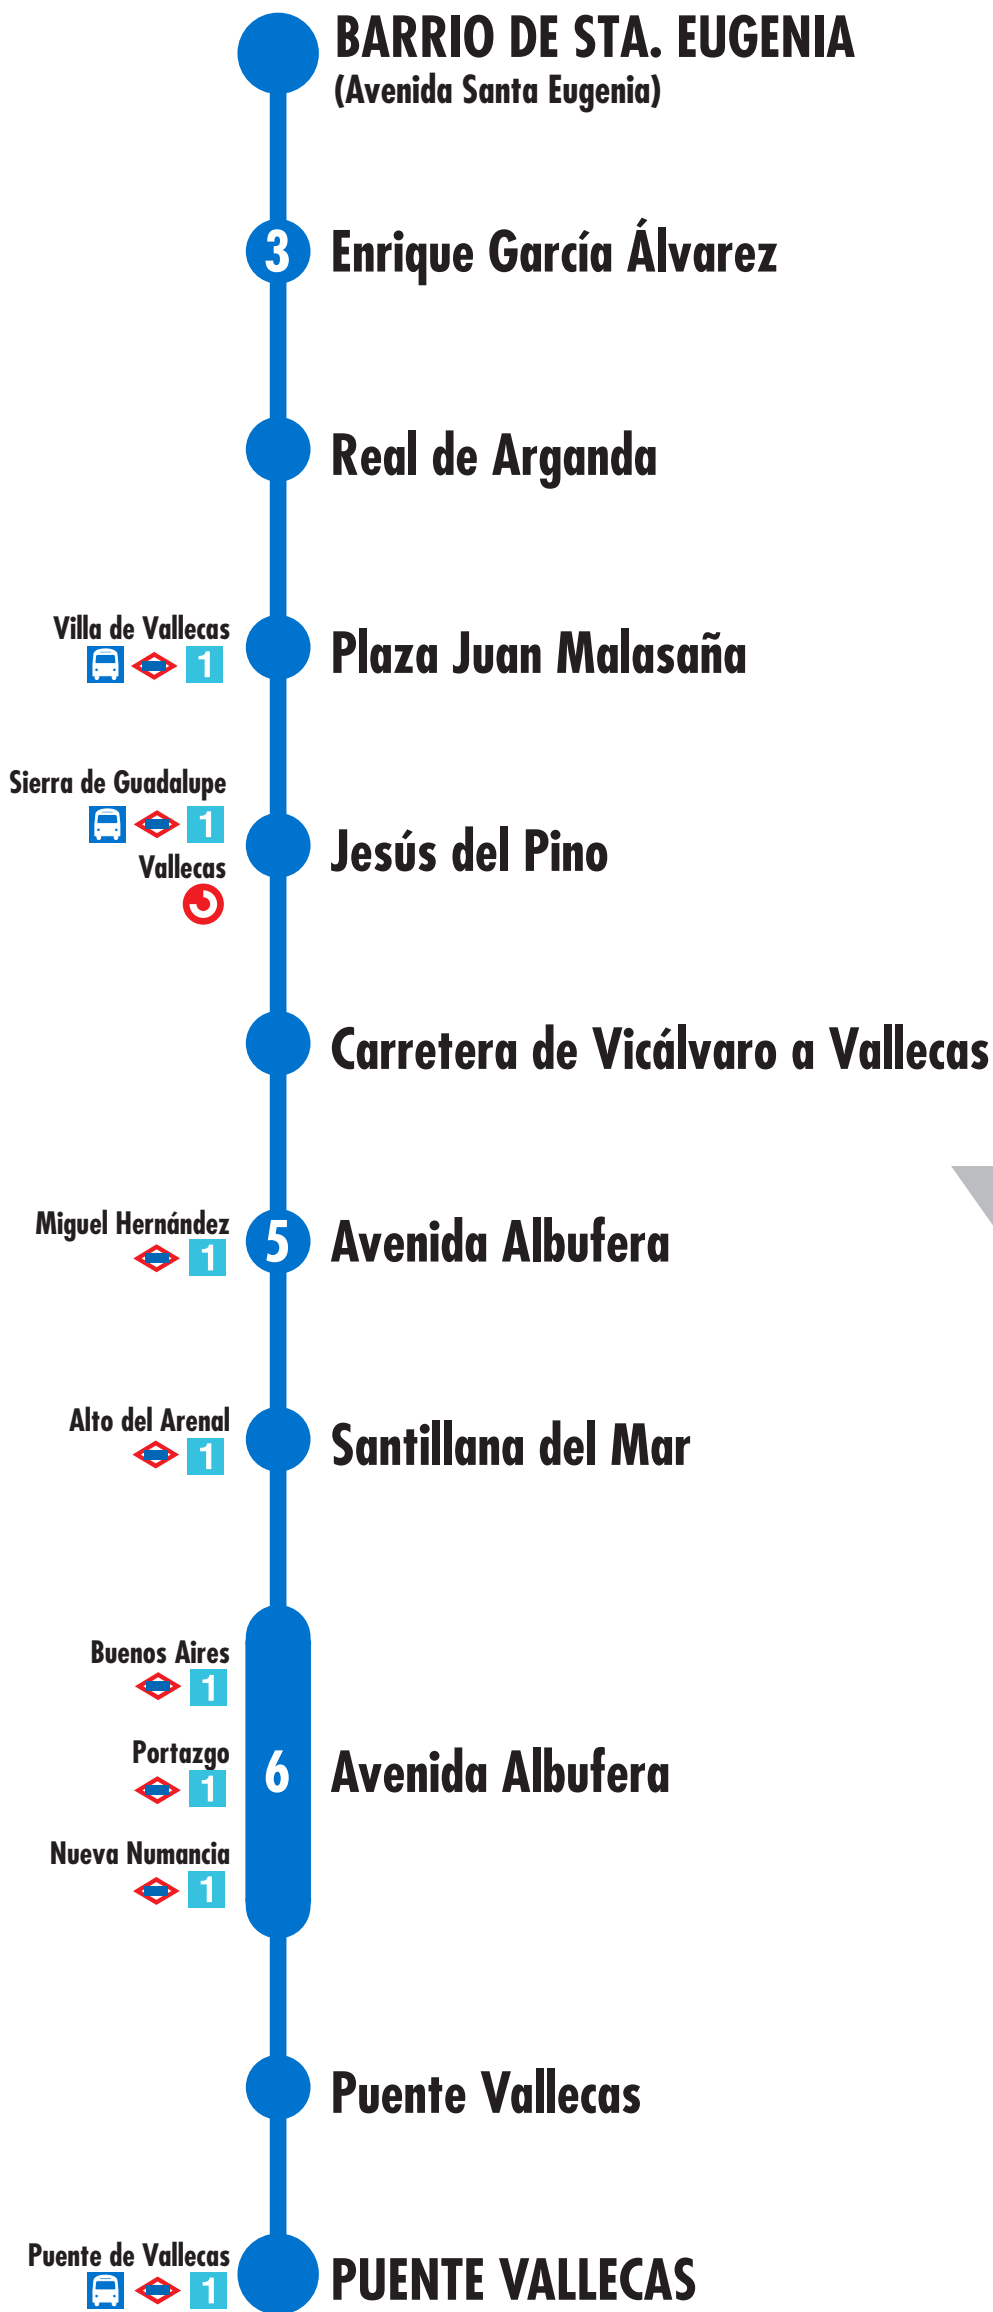 BARRIO DE STA. EUGENIA
(Avenida Santa Eugenia)
3 Enrique García Álvarez
Real de Arganda
Villa de Vallecas
1
Plaza Juan Malasaña
Sierra de Guadalupe
1
Vallecas
Jesús del Pino
Carretera de Vicálvaro a Vallecas
Miguel Hernández
1
5 Avenida Albufera
Alto del Arenal
1
Santillana del Mar
Buenos Aires
1
Portazgo
1
Nueva Numancia
1
6 Avenida Albufera
Puente Vallecas
Puente de Vallecas
1
PUENTE VALLECAS